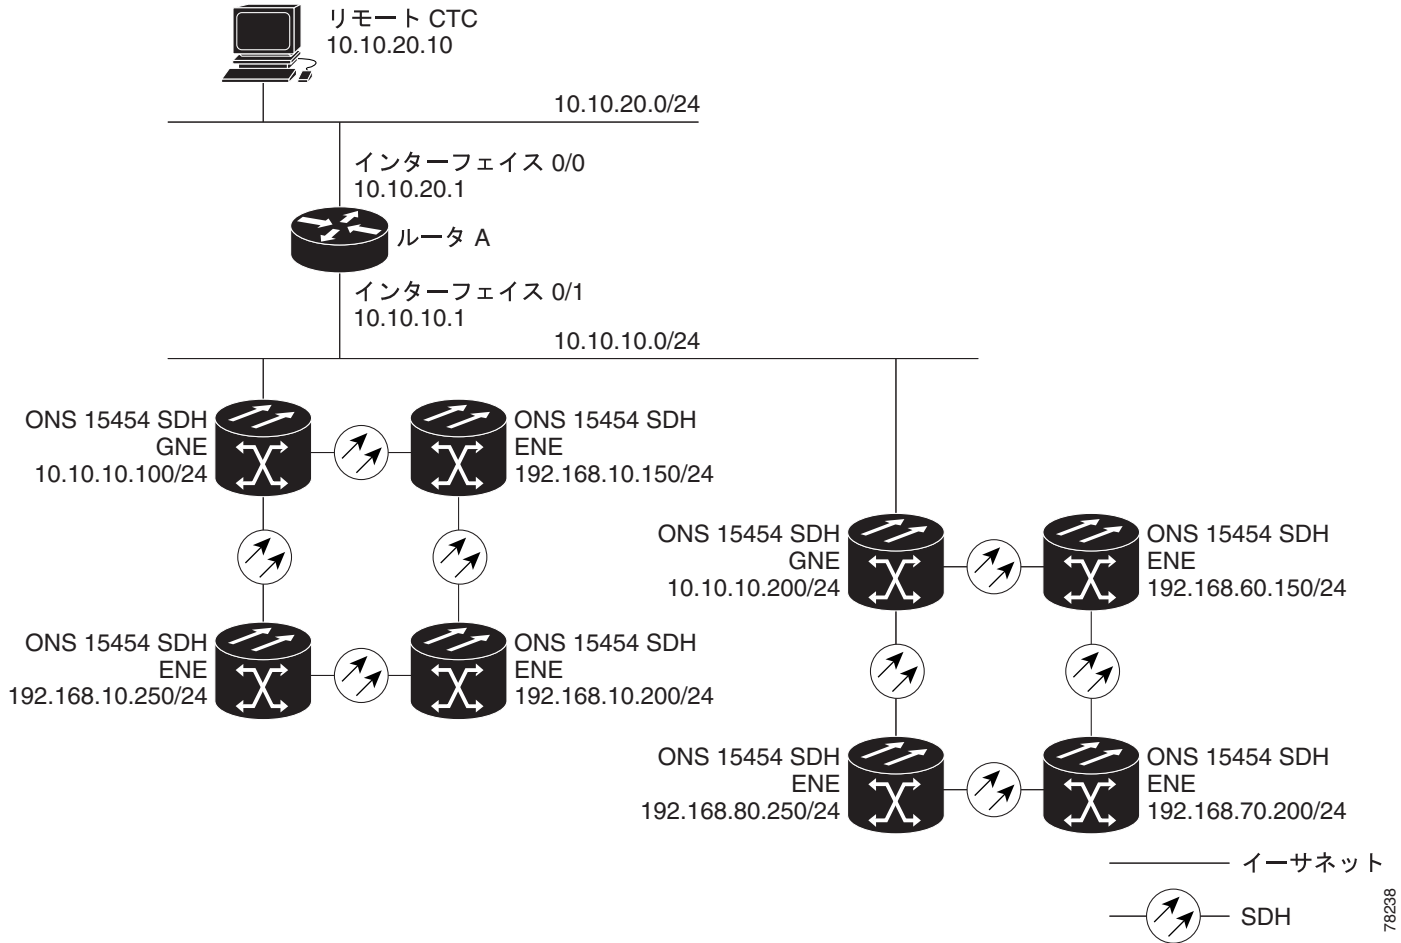 リモート CTC
10.10.20.10
10.10.20.0/24
インターフェイス 0/0
10.10.20.1
ルータ A
インターフェイス 0/1
10.10.10.1
10.10.10.0/24
ONS 15454 SDH
GNE
10.10.10.100/24
ONS 15454 SDH
ENE
192.168.10.150/24
ONS 15454 SDH
ENE
192.168.10.250/24
ONS 15454 SDH
ENE
192.168.10.200/24
ONS 15454 SDH
GNE
10.10.10.200/24
ONS 15454 SDH
ENE
192.168.60.150/24
ONS 15454 SDH
ENE
192.168.80.250/24
ONS 15454 SDH
ENE
192.168.70.200/24
イーサネット
SDH
78238